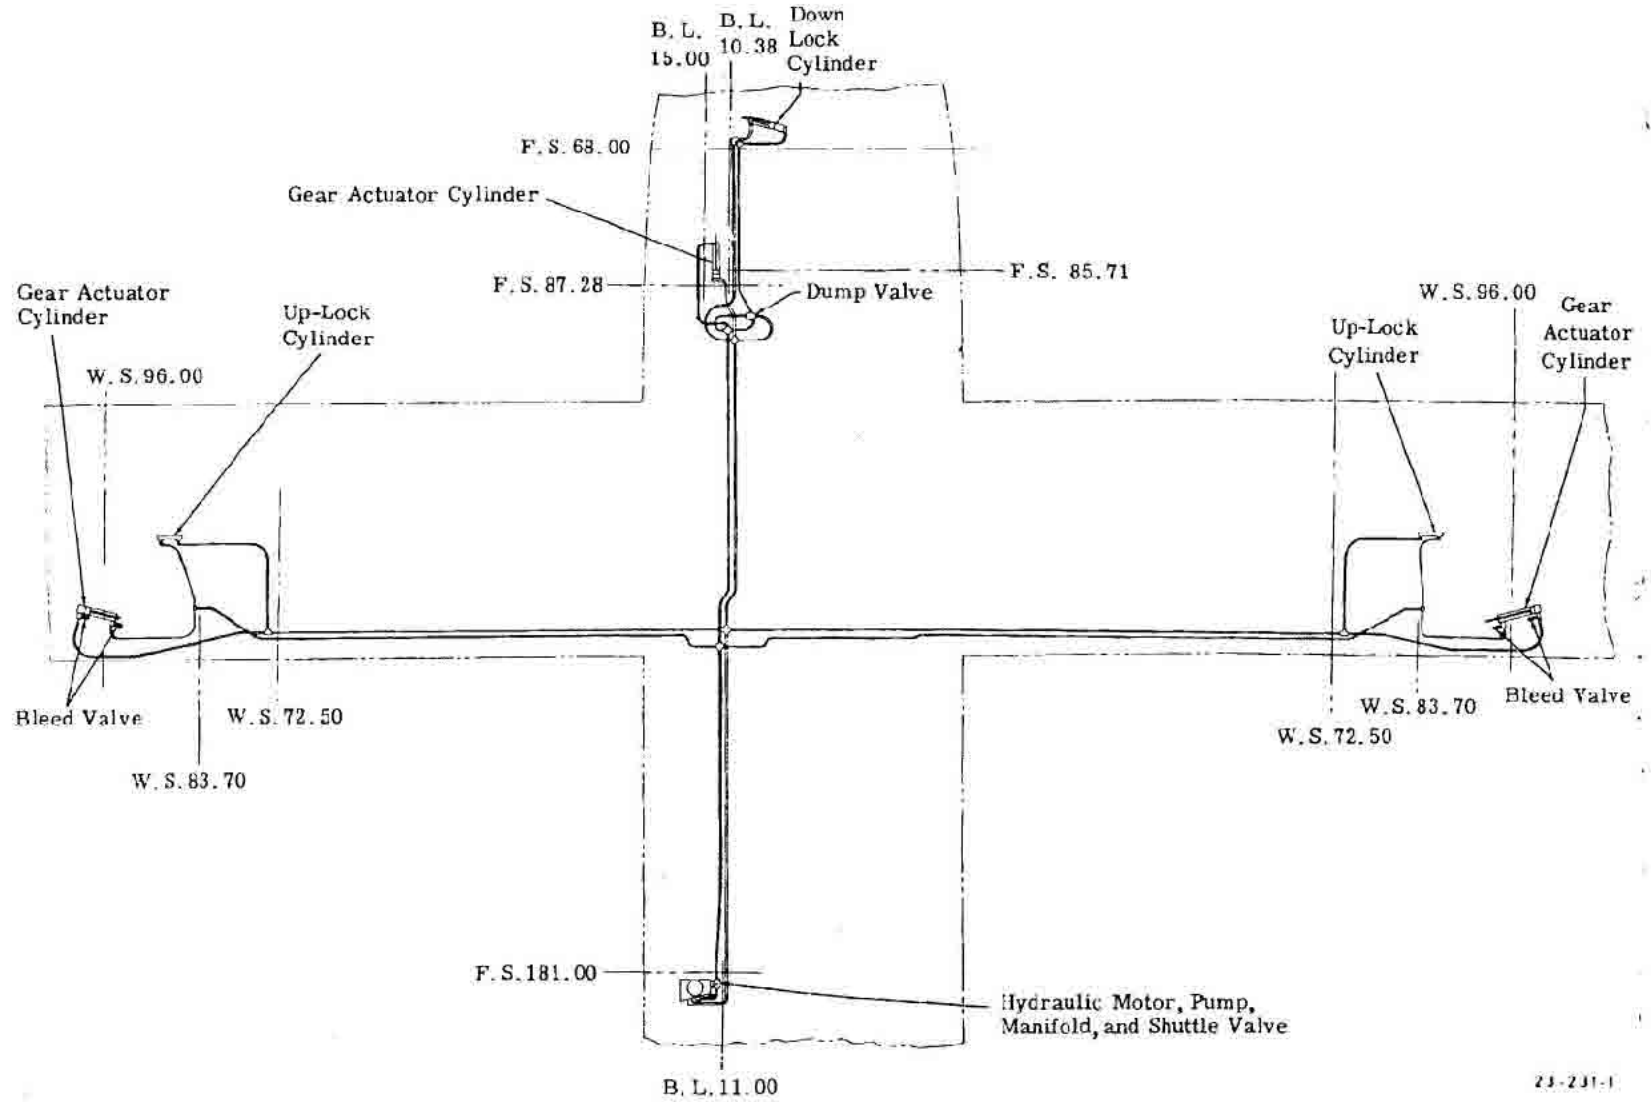 B. L.
15.00
B. L.
10.38
Down
Lock
Cylinder
F. S. 68.00
Gear Actuator Cylinder
F. S. 87.28
F. S. 85.71
Dump Valve
Gear Actuator
Cylinder
Up-Lock
Cylinder
W. S. 96.00
W. S. 96.00
Gear
Actuator
Cylinder
Up-Lock
Cylinder
Bleed Valve
W. S. 72.50
W. S. 83.70
Bleed Valve
W. S. 83.70
W. S. 72.50
F. S. 181.00
Hydraulic Motor, Pump,
Manifold, and Shuttle Valve
B. L. 11.00
23-231-1